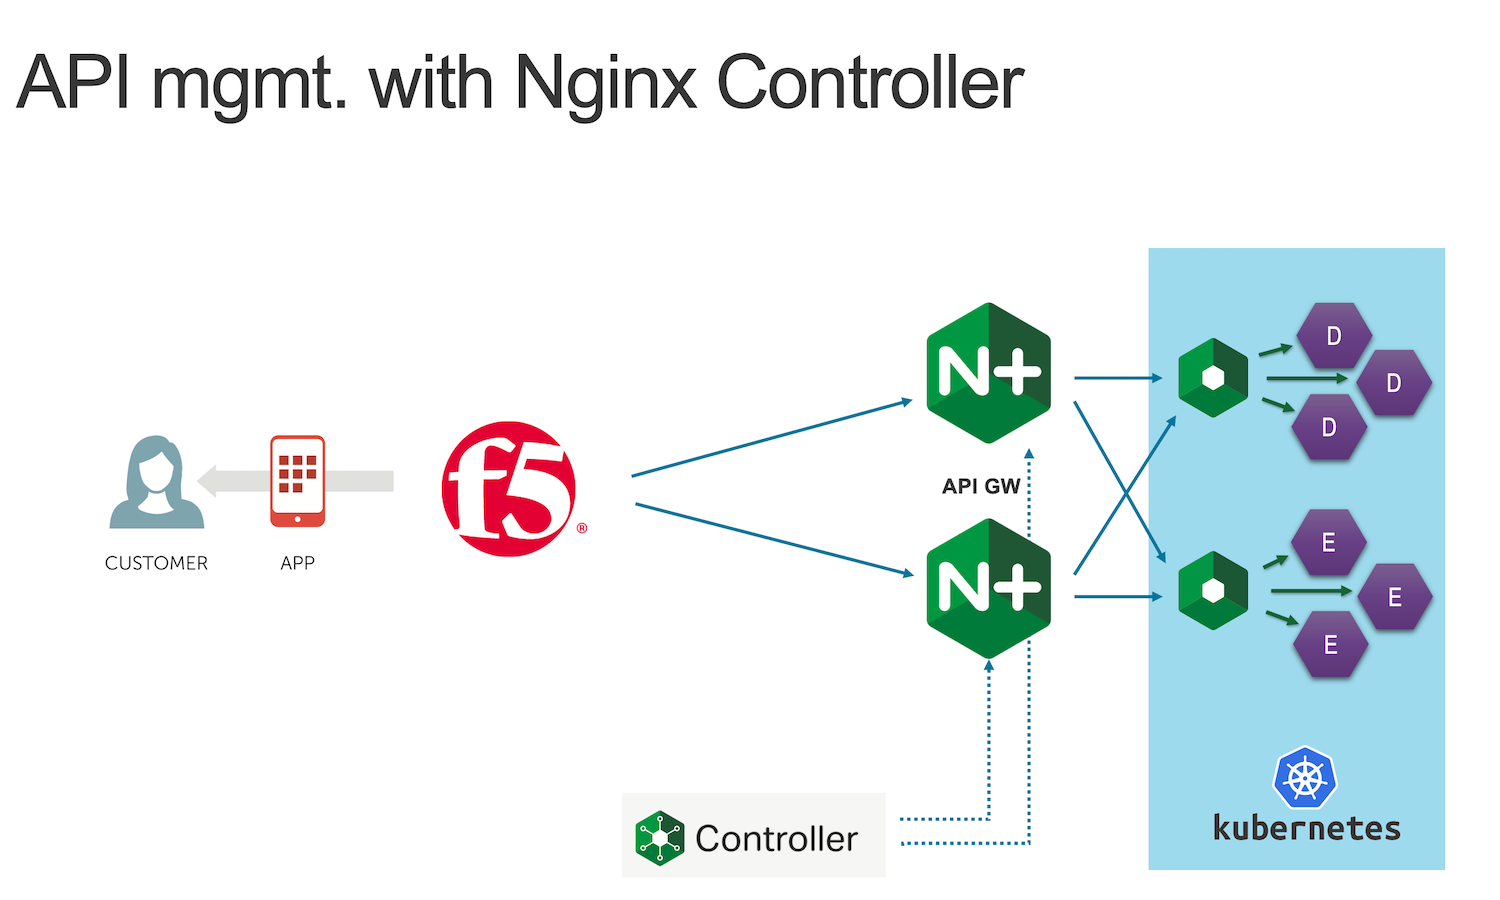 API mgmt. with Nginx Controller
CUSTOMER
APP
f5®
N+
API GW
N+
D
D
D
E
E
E
Controller
kubernetes